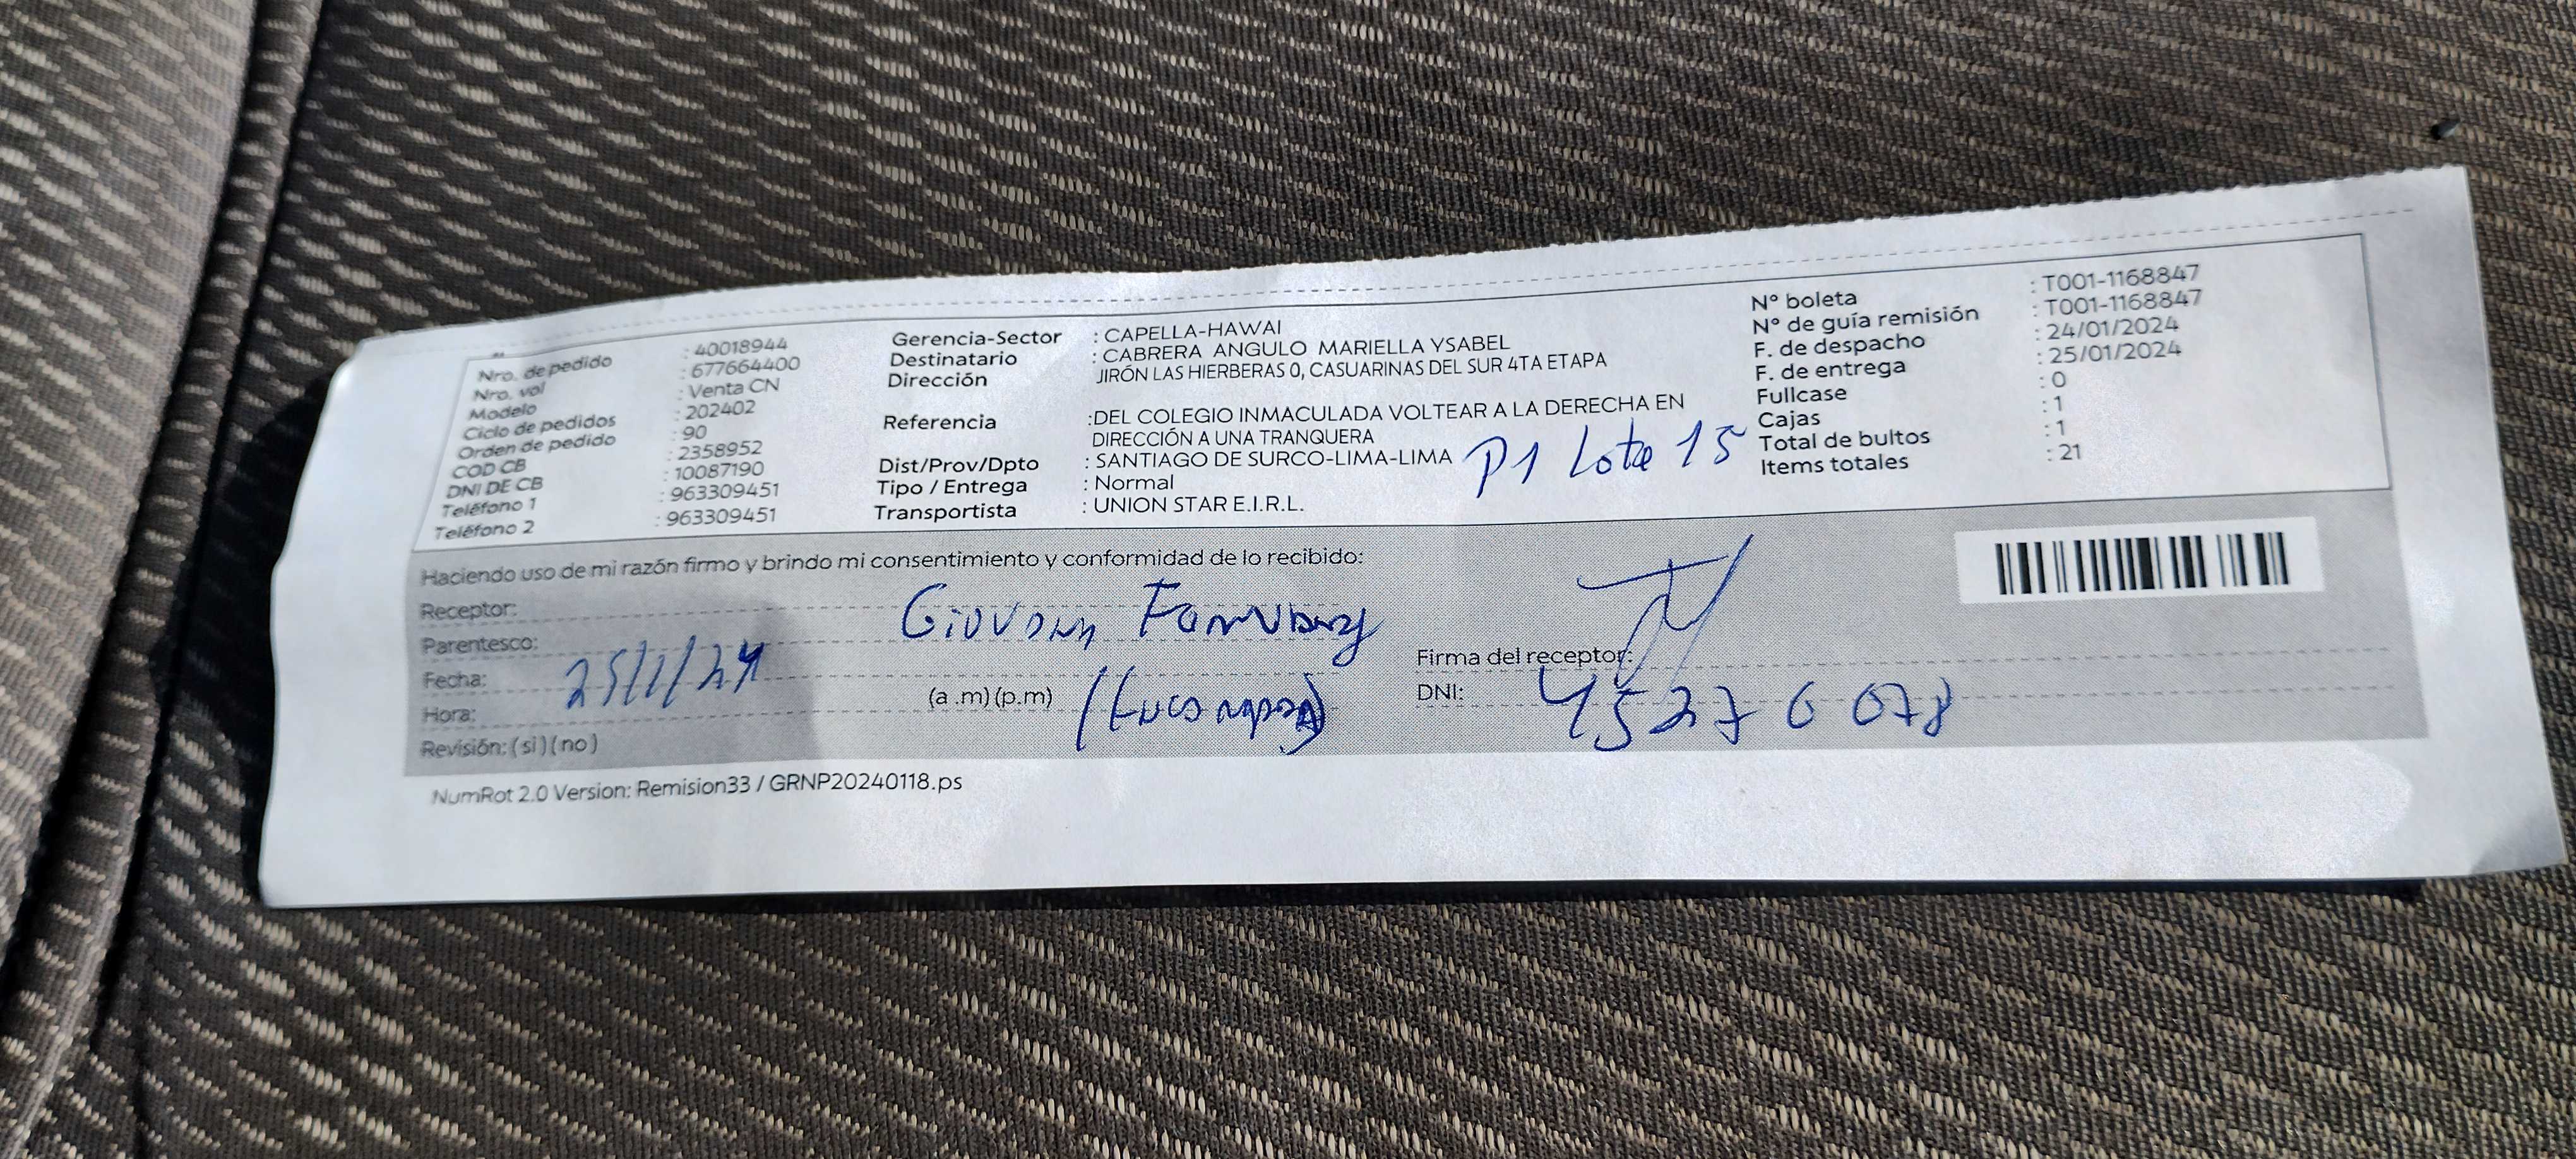 Nro. de pedido : 40018944
Nro. vol : 677664400
Modelo : Venta CN
Ciclo de pedidos : 202402
Orden de pedido : 90
COD CB : 2358952
DNI DE CB : 10087190
Teléfono 1 : 963309451
Teléfono 2 : 963309451
Gerencia-Sector : CAPELLA-HAWAI
Destinatario : CABRERA ANGULO MARIELLA YSABEL
Dirección JIRÓN LAS HIERBERAS 0, CASUARINAS DEL SUR 4TA ETAPA
Referencia :DEL COLEGIO INMACULADA VOLTEAR A LA DERECHA EN
DIRECCIÓN A UNA TRANQUERA
Dist/Prov/Dpto : SANTIAGO DE SURCO-LIMA-LIMA
Tipo / Entrega : Normal
Transportista : UNION STAR E.I.R.L.
P1 Lote 15
N° boleta : T001-1168847
N° de guía remisión : T001-1168847
F. de despacho : 24/01/2024
F. de entrega : 25/01/2024
Fullcase : 0
Cajas : 1
Total de bultos : 1
Items totales : 21
Haciendo uso de mi razón firmo y brindo mi consentimiento y conformidad de lo recibido:
Receptor:
Giovany
Parentesco:
Fecha: 25/1/24
Hora: (a .m) (p.m)
Revisión: ( si ) ( no )
Firma del receptor:
DNI: 45276078
NumRot 2.0 Version: Remision33 / GRNP20240118.ps